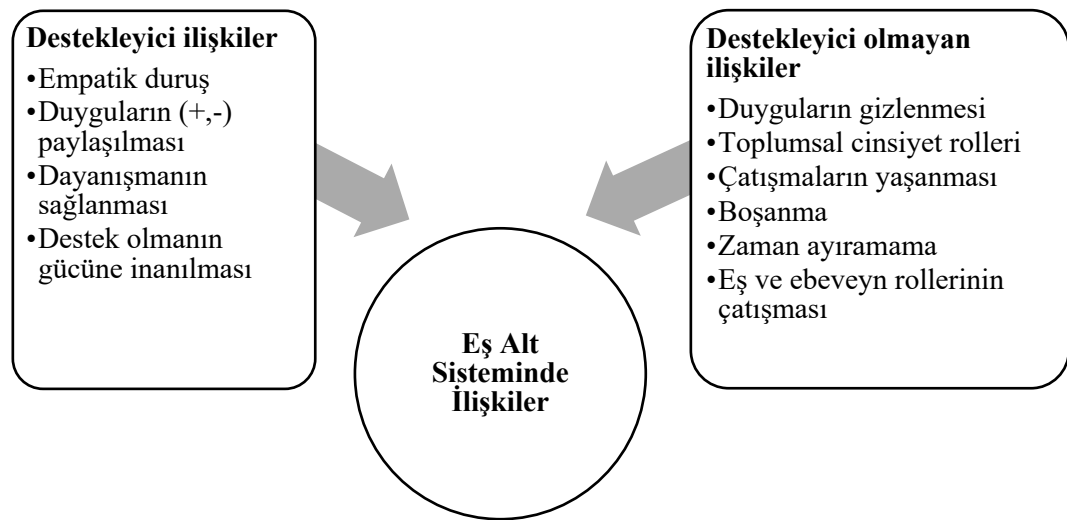 Destekleyici ilişkiler
•Empatik duruş
•Duyguların (+,-)
paylaşılması
•Dayanışmanın
sağlanması
•Destek olmanın
gücüne inanılması
Destekleyici olmayan
ilişkiler
•Duyguların gizlenmesi
•Toplumsal cinsiyet rolleri
•Çatışmaların yaşanması
•Boşanma
•Zaman ayıramama
•Eş ve ebeveyn rollerinin
çatışması
Eş Alt
Sisteminde
İlişkiler